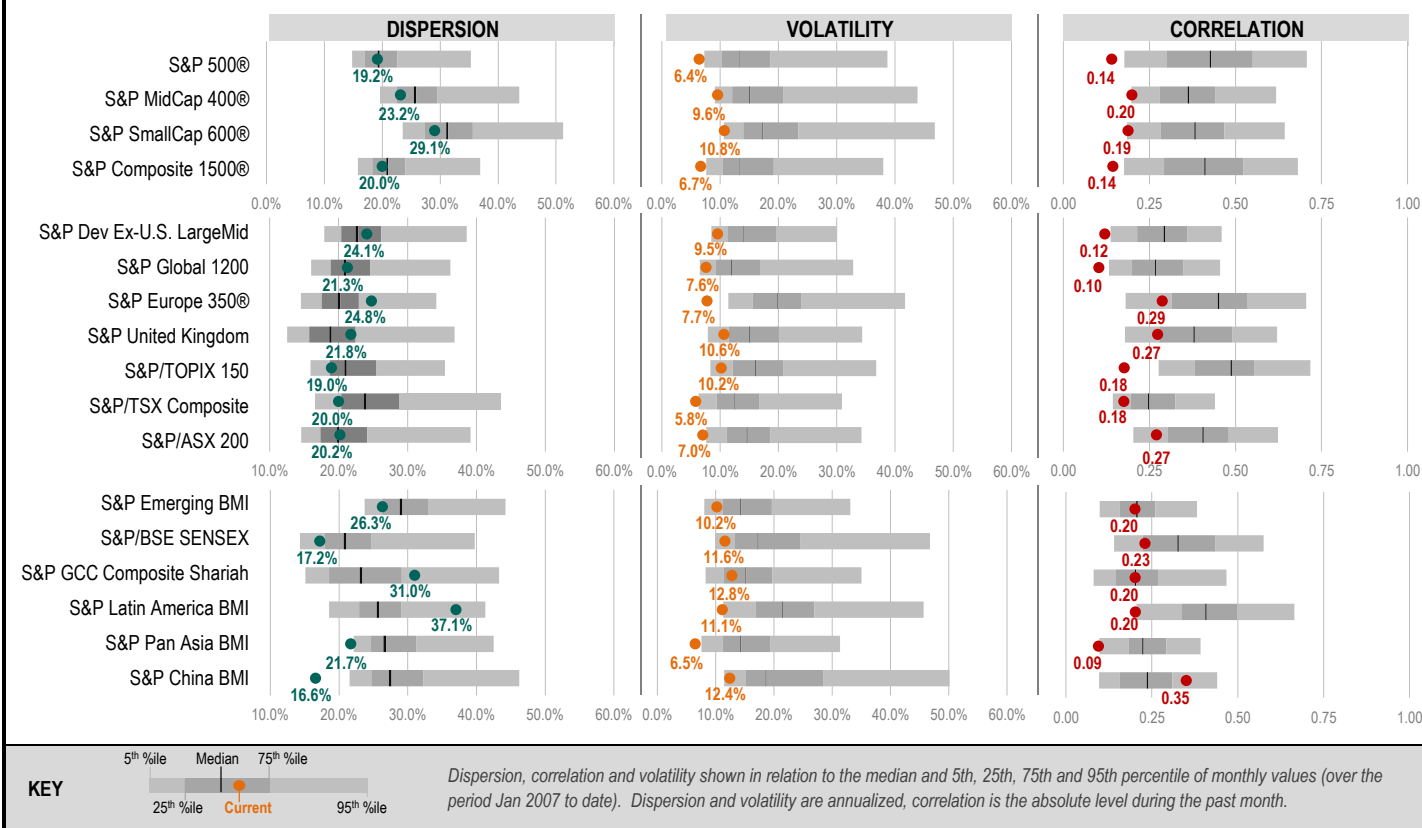 DISPERSION VOLATILITY CORRELATION
S&P 500® 19.2% 6.4% 0.14
S&P MidCap 400® 23.2% 9.6% 0.20
S&P SmallCap 600® 29.1% 10.8% 0.19
S&P Composite 1500® 20.0% 6.7% 0.14
0.0% 10.0% 20.0% 30.0% 40.0% 50.0% 60.0% 0.0% 10.0% 20.0% 30.0% 40.0% 50.0% 60.0% 0.00 0.25 0.50 0.75 1.00
S&P Dev Ex-U.S. LargeMid 24.1% 9.5% 0.12
S&P Global 1200 21.3% 7.6% 0.10
S&P Europe 350® 24.8% 7.7% 0.29
S&P United Kingdom 21.8% 10.6% 0.27
S&P/TOPIX 150 19.0% 10.2% 0.18
S&P/TSX Composite 20.0% 5.8% 0.18
S&P/ASX 200 20.2% 7.0% 0.27
10.0% 20.0% 30.0% 40.0% 50.0% 60.0% 0.0% 10.0% 20.0% 30.0% 40.0% 50.0% 60.0% 0.00 0.25 0.50 0.75 1.00
S&P Emerging BMI 26.3% 10.2% 0.20
S&P/BSE SENSEX 17.2% 11.6% 0.23
S&P GCC Composite Shariah 31.0% 12.8% 0.20
S&P Latin America BMI 37.1% 11.1% 0.20
S&P Pan Asia BMI 21.7% 6.5% 0.09
S&P China BMI 16.6% 12.4% 0.35
10.0% 20.0% 30.0% 40.0% 50.0% 60.0% 0.0% 10.0% 20.0% 30.0% 40.0% 50.0% 60.0% 0.00 0.25 0.50 0.75 1.00
KEY
5th %ile Median 75th %ile
25th %ile Current 95th %ile
Dispersion, correlation and volatility shown in relation to the median and 5th, 25th, 75th and 95th percentile of monthly values (over the
period Jan 2007 to date). Dispersion and volatility are annualized, correlation is the absolute level during the past month.